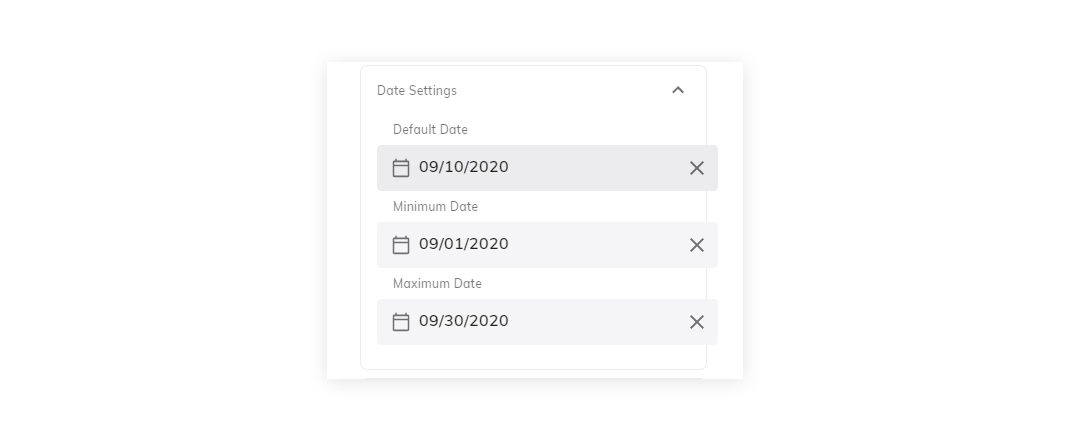 Date Settings
Default Date
09/10/2020
Minimum Date
09/01/2020
Maximum Date
09/30/2020